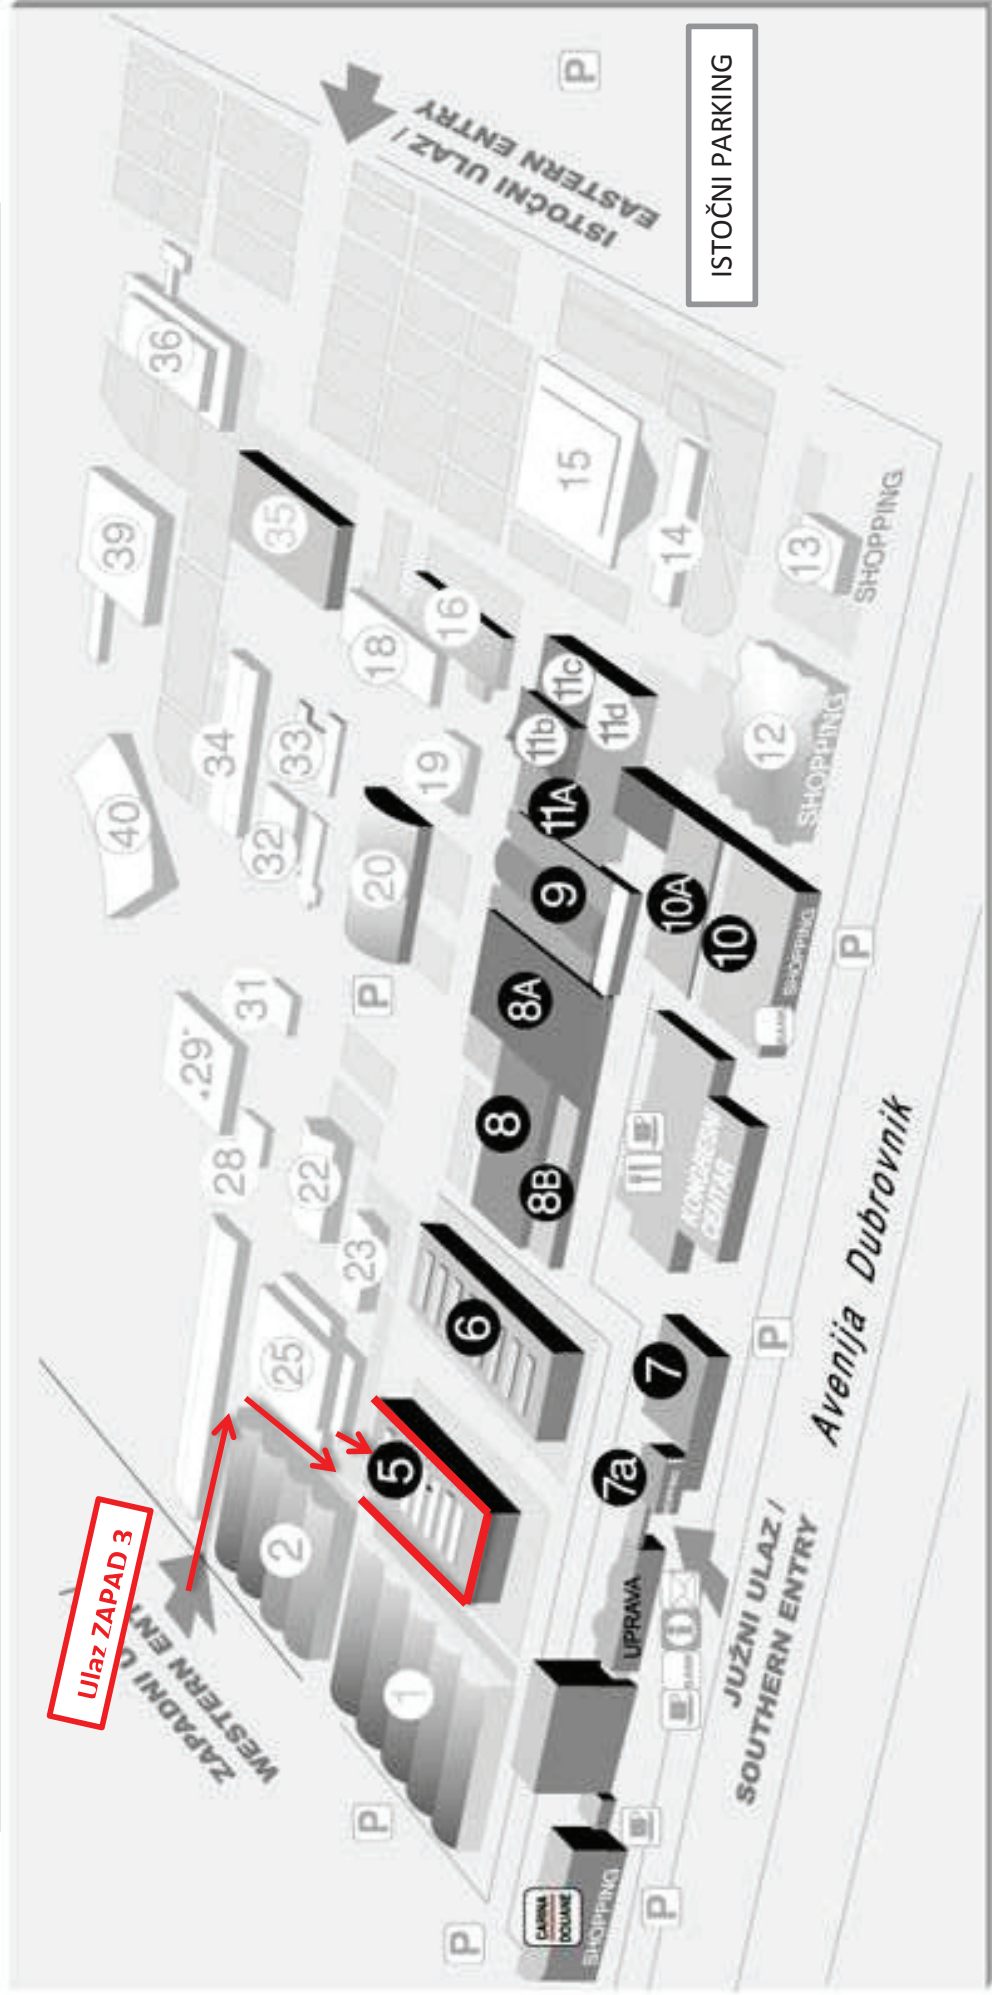 ISTOČNI PARKING
ISTOČNI ULAZ /
EASTERN ENTRY
Ulaz ZAPAD 3
ZAPADNI U
WESTERN ENT
40
39
36
34
35
33
32
31
29
28
25
23
22
20
19
18
16
15
14
13
SHOPPING
12
SHOPPING
11c
11b
11d
11A
9
10A
10
SHOPPING
8A
8
8B
KONGRESNI
CENTAR
6
5
7
7a
2
1
UPRAVA
i
CARINA
DOUANE
SHOPPING
P
P
P
P
P
P
P
P
JUŽNI ULAZ /
SOUTHERN ENTRY
Avenija Dubrovnik